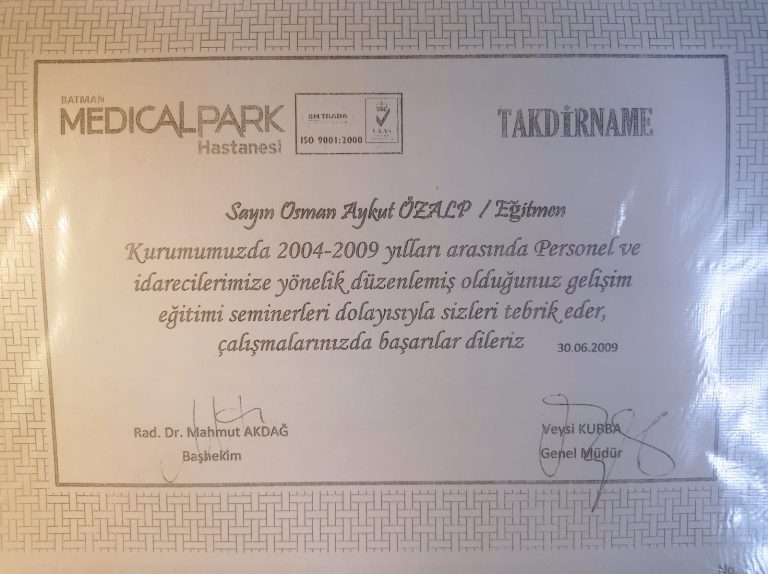 BATMAN
MEDICALPARK
Hastanesi
BM TRADA
ISO 9001:2000
UKAS
TAKDİRNAME
Sayın Osman Aykut ÖZALP / Eğitmen
Kurumumuzda 2004-2009 yılları arasında Personel ve
idarecilerimize yönelik düzenlemiş olduğunuz gelişim
eğitimi seminerleri dolayısıyla sizleri tebrik eder,
çalışmalarınızda başarılar dileriz
30.06.2009
Rad. Dr. Mahmut AKDAĞ
Başhekim
Veysi KUBBA
Genel Müdür